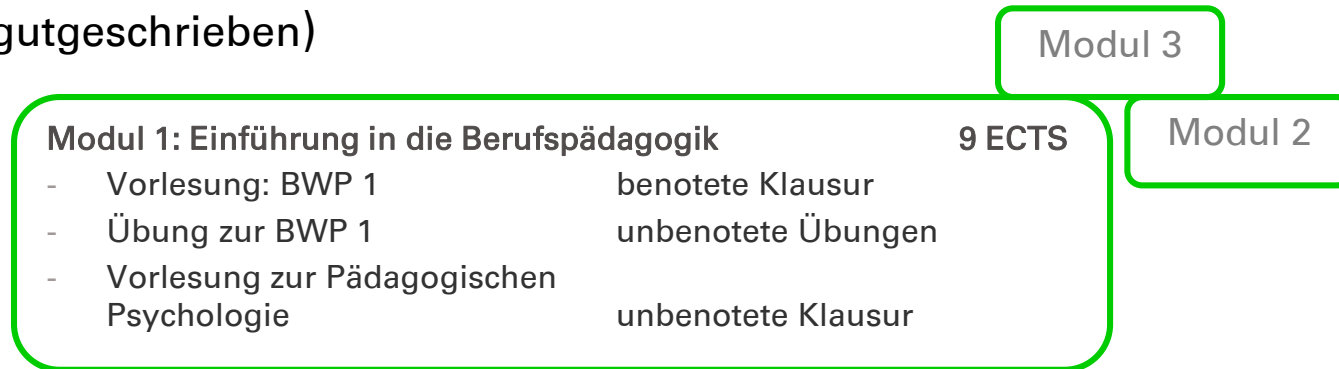 gutgeschrieben)
Modul 3
Modul 2
Modul 1: Einführung in die Berufspädagogik 9 ECTS
- Vorlesung: BWP 1 benotete Klausur
- Übung zur BWP 1 unbenotete Übungen
- Vorlesung zur Pädagogischen
Psychologie unbenotete Klausur